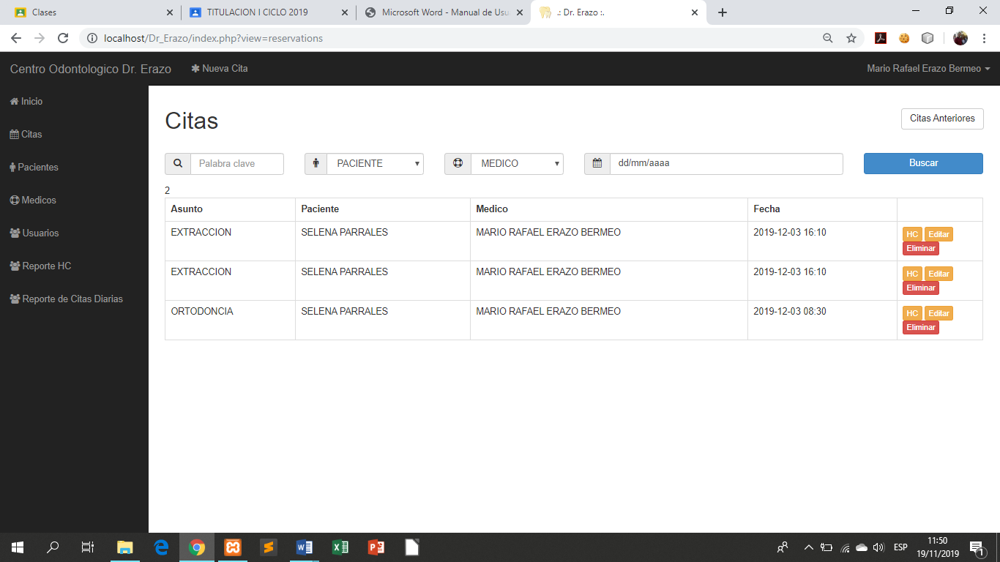 Clases
TITULACION I CICLO 2019
Microsoft Word - Manual de Usu
.: Dr. Erazo :.
localhost/Dr_Erazo/index.php?view=reservations
Centro Odontologico Dr. Erazo
Nueva Cita
Mario Rafael Erazo Bermeo
Inicio
Citas
Pacientes
Medicos
Usuarios
Reporte HC
Reporte de Citas Diarias
Citas
Citas Anteriores
Palabra clave
PACIENTE
MEDICO
dd/mm/aaaa
Buscar
2
Asunto Paciente Medico Fecha
EXTRACCION SELENA PARRALES MARIO RAFAEL ERAZO BERMEO 2019-12-03 16:10 HC Editar
Eliminar
EXTRACCION SELENA PARRALES MARIO RAFAEL ERAZO BERMEO 2019-12-03 16:10 HC Editar
Eliminar
ORTODONCIA SELENA PARRALES MARIO RAFAEL ERAZO BERMEO 2019-12-03 08:30 HC Editar
Eliminar
ESP
11:50
19/11/2019
1